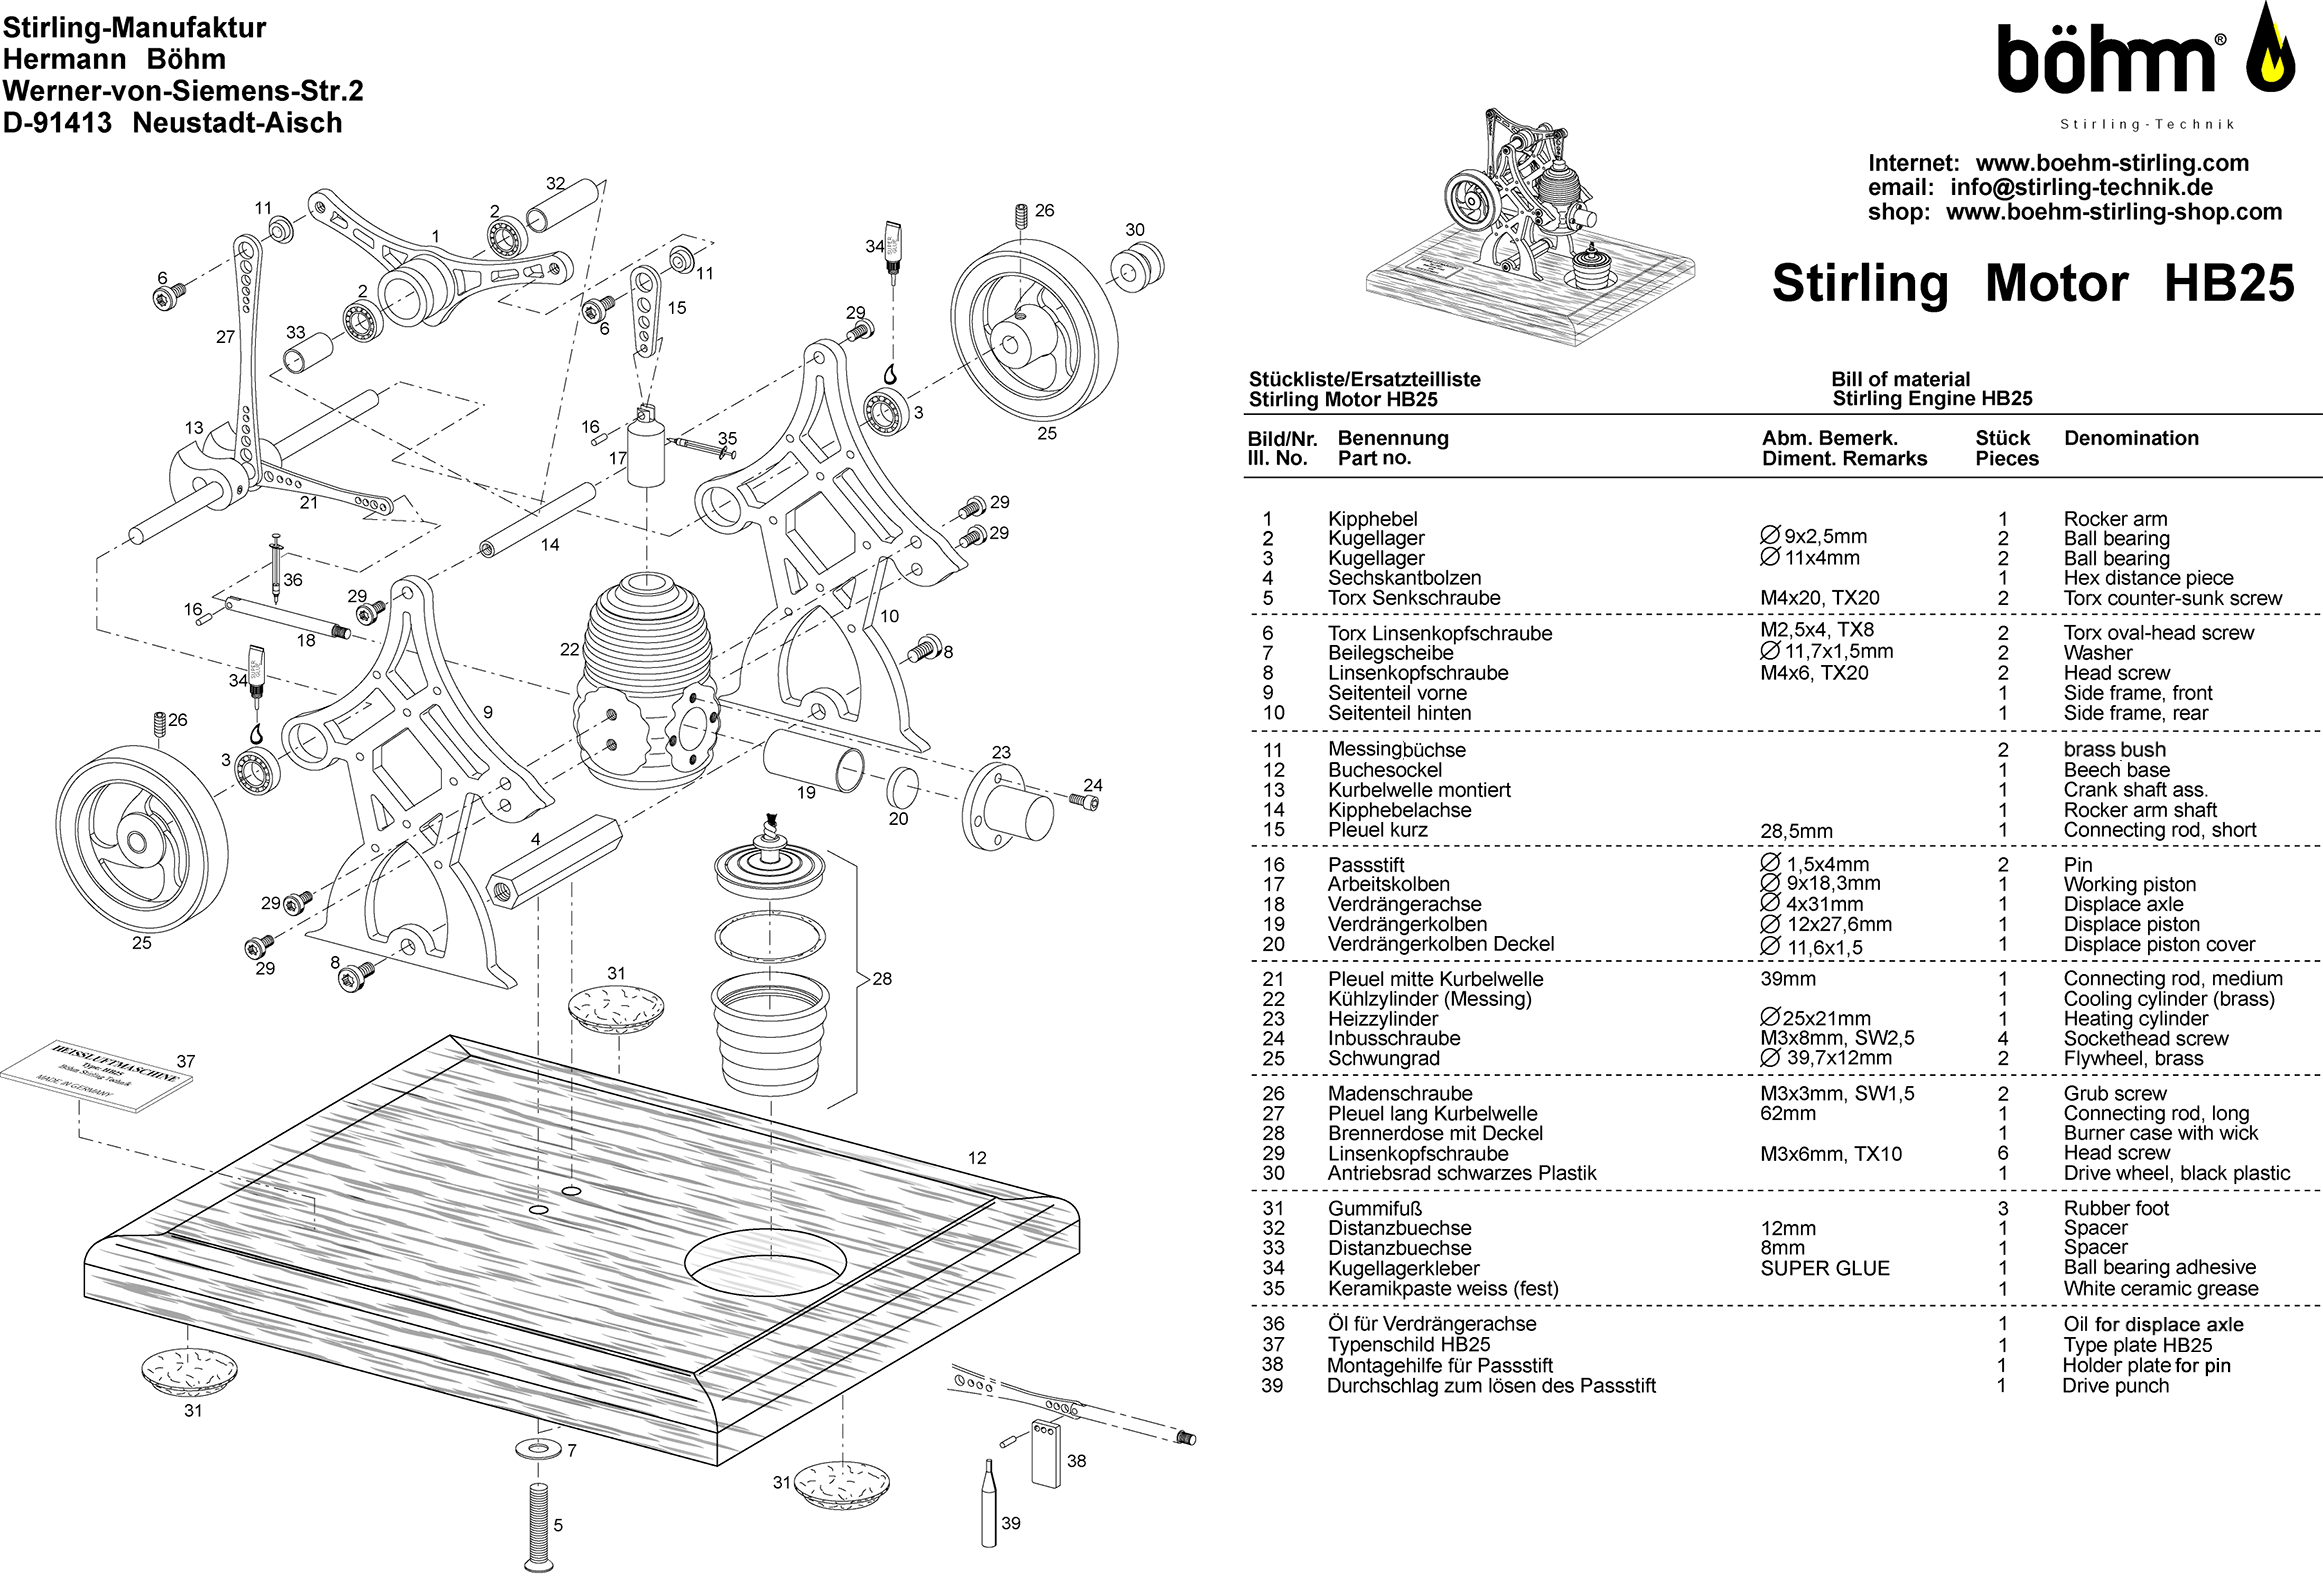 Stirling-Manufaktur
Hermann Böhm
Werner-von-Siemens-Str.2
D-91413 Neustadt-Aisch
böhm®
Stirling-Technik
Internet: www.boehm-stirling.com
email: info@stirling-technik.de
shop: www.boehm-stirling-shop.com
Stirling Motor HB25
32
11
2
1
26
30
34
11
6
2
15
6
29
33
27
3
25
16
35
13
17
21
29
29
14
36
16
29
10
18
22
8
34
9
26
3
23
24
19
20
4
25
29
29
8
31
28
37
HEISSLUFTMASCHINE
Type: HB25
Böhm Stirling Technik
MADE IN GERMANY
12
31
7
31
38
5
39
Stückliste/Ersatzteilliste Bill of material
Stirling Motor HB25 Stirling Engine HB25
Bild/Nr. Benennung Abm. Bemerk. Stück Denomination
Ill. No. Part no. Diment. Remarks Pieces
1 Kipphebel 1 Rocker arm
2 Kugellager Ø 9x2,5mm 2 Ball bearing
3 Kugellager Ø 11x4mm 2 Ball bearing
4 Sechskantbolzen 1 Hex distance piece
5 Torx Senkschraube M4x20, TX20 2 Torx counter-sunk screw
6 Torx Linsenkopfschraube M2,5x4, TX8 2 Torx oval-head screw
7 Beilegscheibe Ø 11,7x1,5mm 2 Washer
8 Linsenkopfschraube M4x6, TX20 2 Head screw
9 Seitenteil vorne 1 Side frame, front
10 Seitenteil hinten 1 Side frame, rear
11 Messingbüchse 2 brass bush
12 Buchesockel 1 Beech base
13 Kurbelwelle montiert 1 Crank shaft ass.
14 Kipphebelachse 1 Rocker arm shaft
15 Pleuel kurz 28,5mm 1 Connecting rod, short
16 Passstift Ø 1,5x4mm 2 Pin
17 Arbeitskolben Ø 9x18,3mm 1 Working piston
18 Verdrängerachse Ø 4x31mm 1 Displace axle
19 Verdrängerkolben Ø 12x27,6mm 1 Displace piston
20 Verdrängerkolben Deckel Ø 11,6x1,5 1 Displace piston cover
21 Pleuel mitte Kurbelwelle 39mm 1 Connecting rod, medium
22 Kühlzylinder (Messing) 1 Cooling cylinder (brass)
23 Heizzylinder Ø25x21mm 1 Heating cylinder
24 Inbusschraube M3x8mm, SW2,5 4 Sockethead screw
25 Schwungrad Ø 39,7x12mm 2 Flywheel, brass
26 Madenschraube M3x3mm, SW1,5 2 Grub screw
27 Pleuel lang Kurbelwelle 62mm 1 Connecting rod, long
28 Brennerdose mit Deckel 1 Burner case with wick
29 Linsenkopfschraube M3x6mm, TX10 6 Head screw
30 Antriebsrad schwarzes Plastik 1 Drive wheel, black plastic
31 Gummifuß 3 Rubber foot
32 Distanzbuechse 12mm 1 Spacer
33 Distanzbuechse 8mm 1 Spacer
34 Kugellagerkleber SUPER GLUE 1 Ball bearing adhesive
35 Keramikpaste weiss (fest) 1 White ceramic grease
36 Öl für Verdrängerachse 1 Oil for displace axle
37 Typenschild HB25 1 Type plate HB25
38 Montagehilfe für Passstift 1 Holder plate for pin
39 Durchschlag zum lösen des Passstift 1 Drive punch